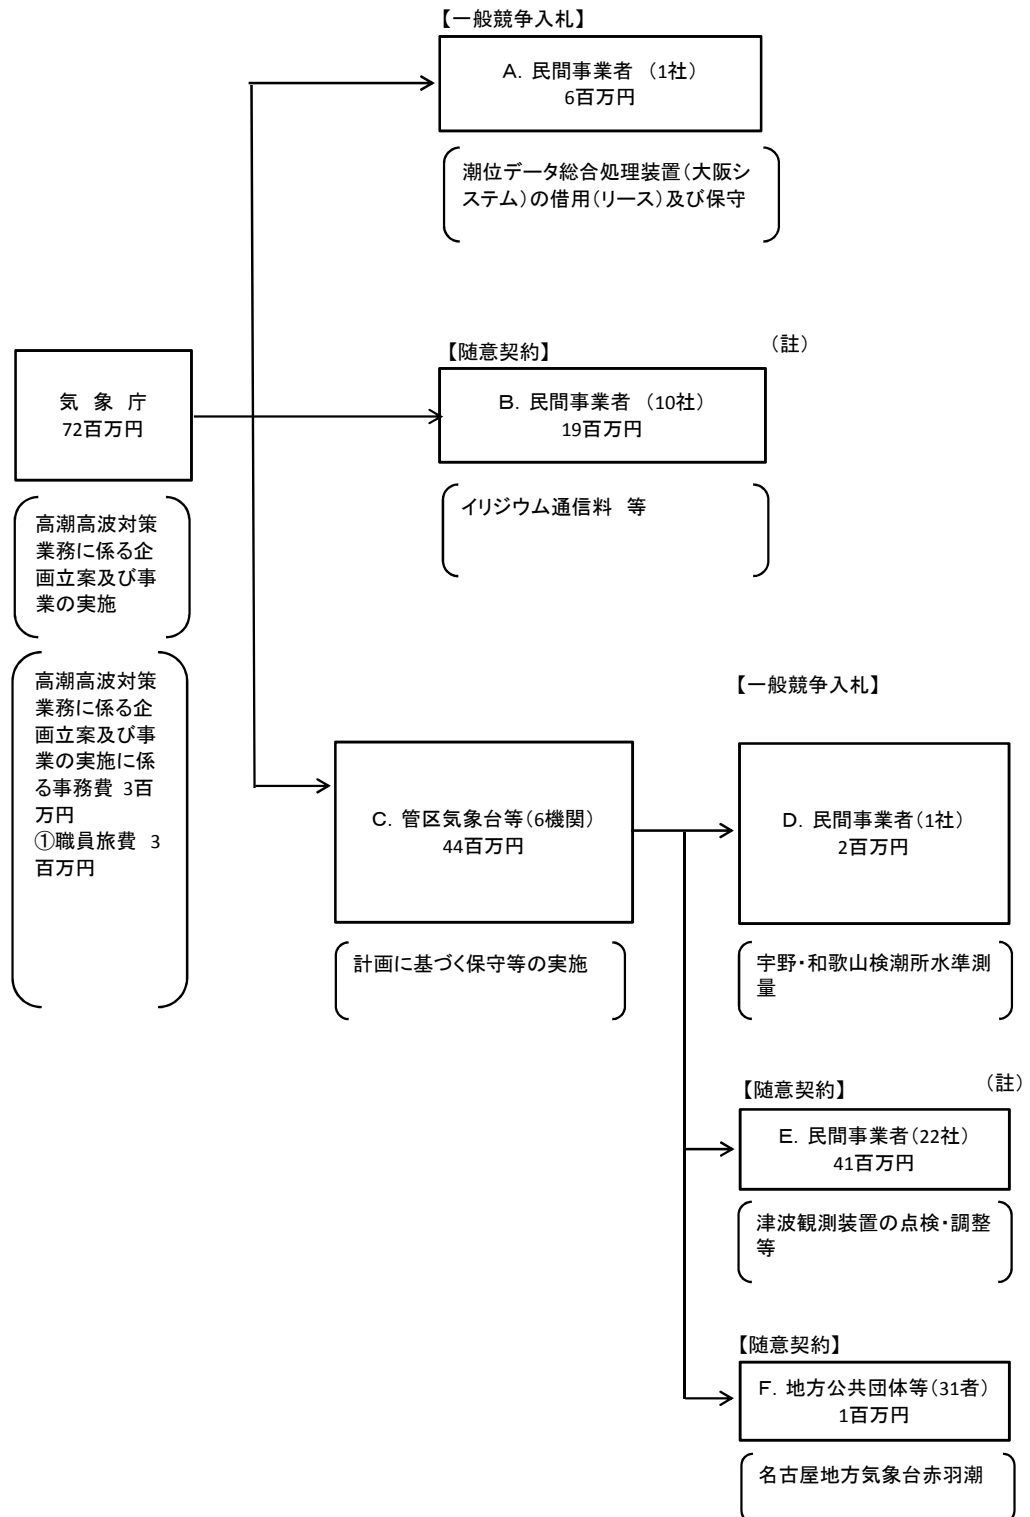 【一般競争入札】
A. 民間事業者 (1社)
6百万円
潮位データ総合処理装置(大阪シ
ステム)の借用(リース)及び保守
【随意契約】
(註)
B. 民間事業者 (10社)
19百万円
イリジウム通信料 等
気 象 庁
72百万円
高潮高波対策
業務に係る企
画立案及び事
業の実施
高潮高波対策
業務に係る企
画立案及び事
業の実施に係
る事務費 3百
万円
①職員旅費 3
百万円
C. 管区気象台等(6機関)
44百万円
計画に基づく保守等の実施
【一般競争入札】
D. 民間事業者(1社)
2百万円
宇野・和歌山検潮所水準測
量
【随意契約】
(註)
E. 民間事業者(22社)
41百万円
津波観測装置の点検・調整
等
【随意契約】
F. 地方公共団体等(31者)
1百万円
名古屋地方気象台赤羽潮